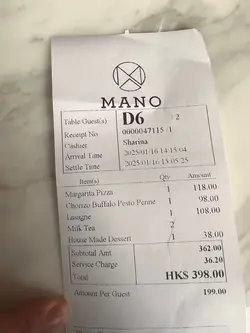 MANO
Table/Guest(s) D6 / 2
Receipt No 0000047115 /1
Cashier Sharina
Arrival Time 2025/01/16 14:15:04
Settle Time 2025/01/16 15:05:25
Item(s) Qty Amount
Margarita Pizza 1 118.00
Chorizo Buffalo Pesto Penne 1 98.00
Lasagne 1 108.00
Milk Tea 2
House Made Dessert 1 38.00
Subtotal Amt 362.00
Service Charge 36.20
Total HK$ 398.00
Amount Per Guest 199.00